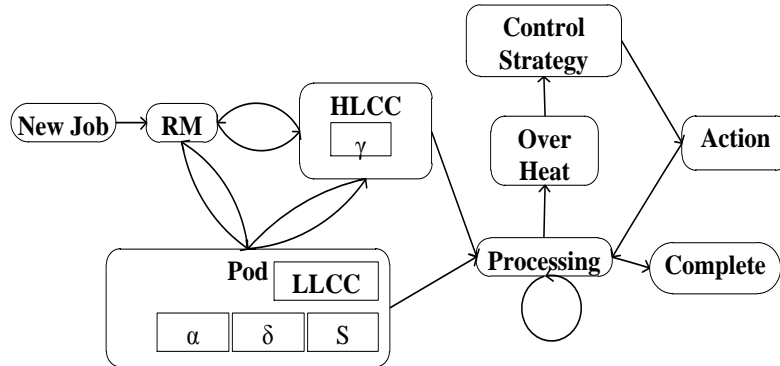 Control
Strategy
HLCC
New Job
RM
γ
Over
Heat
Action
Pod
LLCC
α
δ
S
Processing
Complete